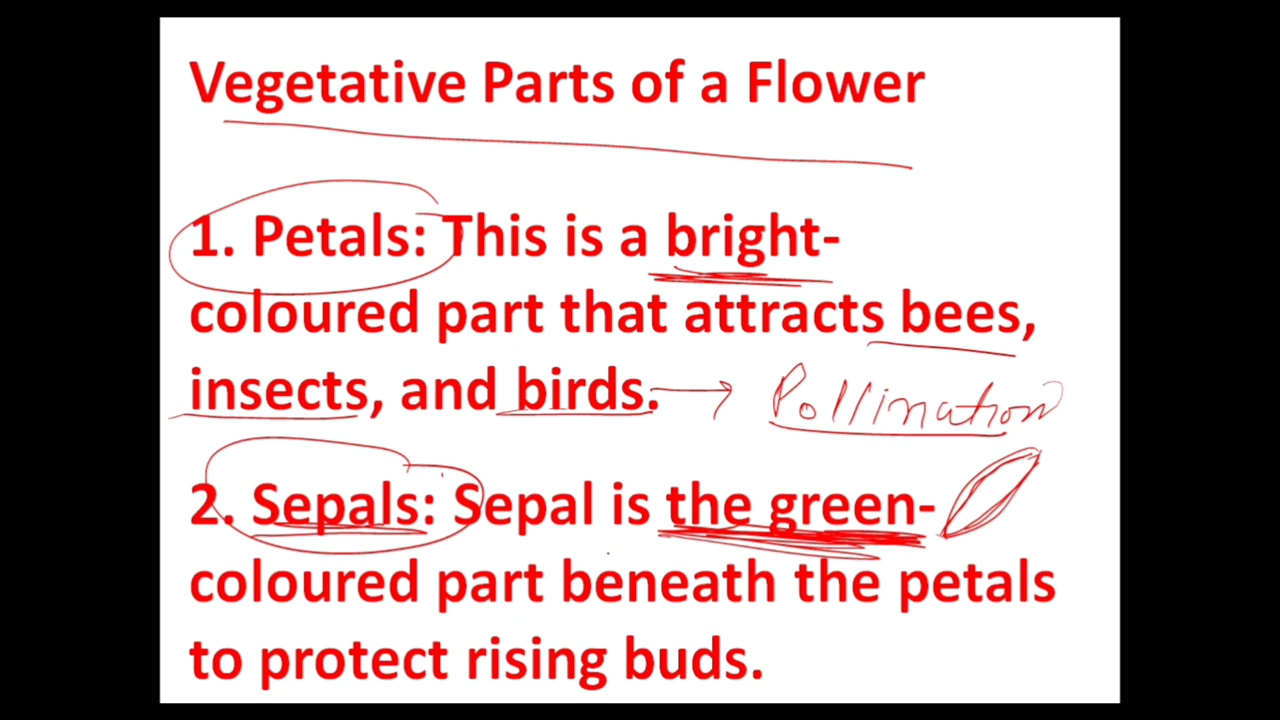 Vegetative Parts of a Flower
1. Petals: This is a bright-
coloured part that attracts bees,
insects, and birds. → Pollination
2. Sepals: Sepal is the green-
coloured part beneath the petals
to protect rising buds.